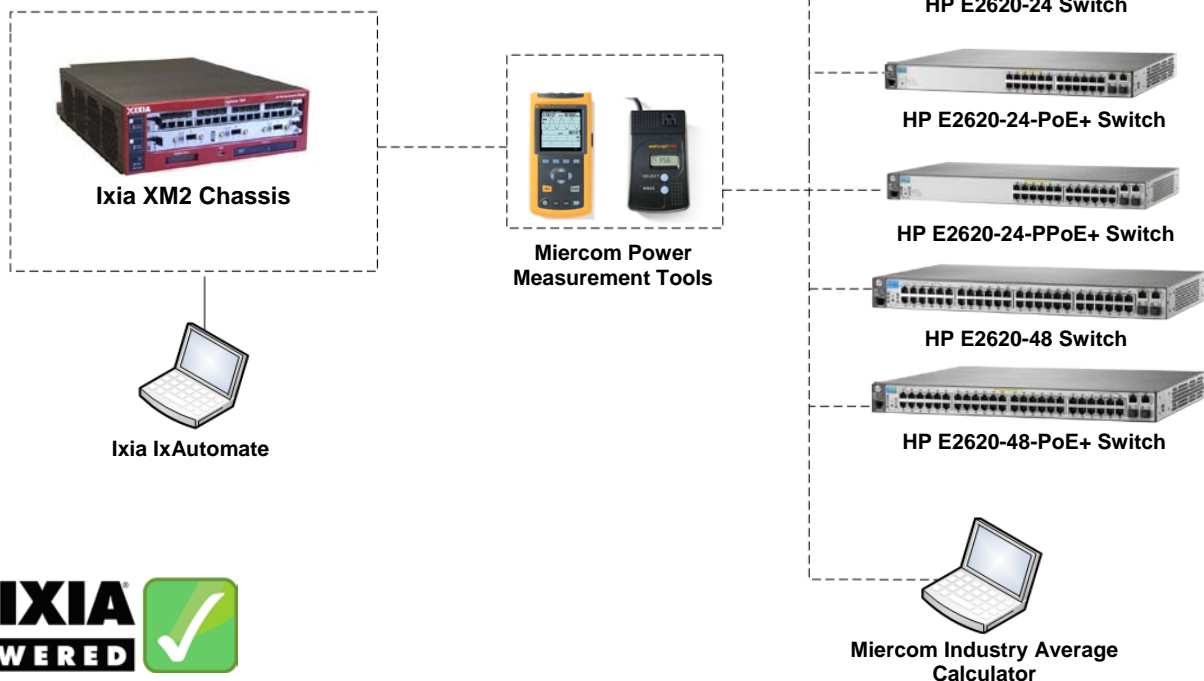 HP E2620-24 Switch
HP E2620-24-PoE+ Switch
Ixia XM2 Chassis
HP E2620-24-PPoE+ Switch
Miercom Power
Measurement Tools
HP E2620-48 Switch
Ixia IxAutomate
HP E2620-48-PoE+ Switch
IXIA
WERED
Miercom Industry Average
Calculator